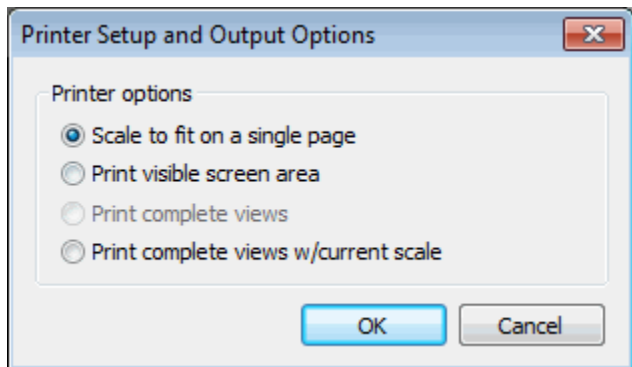 Printer Setup and Output Options
Printer options
Scale to fit on a single page
Print visible screen area
Print complete views
Print complete views w/current scale
OK Cancel